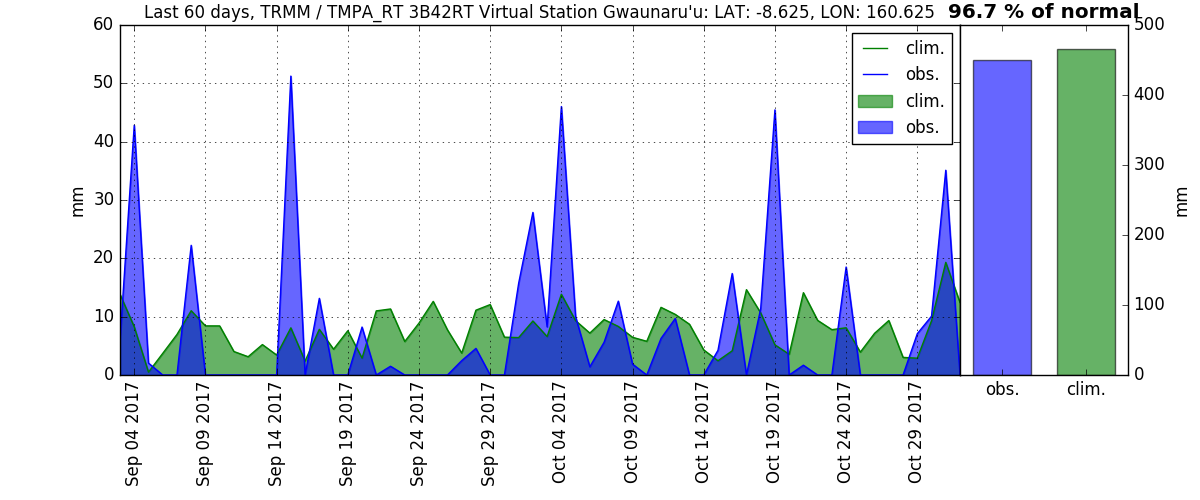 Last 60 days, TRMM / TMPA_RT 3B42RT Virtual Station Gwaunaru'u: LAT: -8.625, LON: 160.625
96.7 % of normal
60
50
40
30
20
10
0
mm
clim.
obs.
clim.
obs.
Sep 04 2017
Sep 09 2017
Sep 14 2017
Sep 19 2017
Sep 24 2017
Sep 29 2017
Oct 04 2017
Oct 09 2017
Oct 14 2017
Oct 19 2017
Oct 24 2017
Oct 29 2017
500
400
300
200
100
0
mm
obs.
clim.